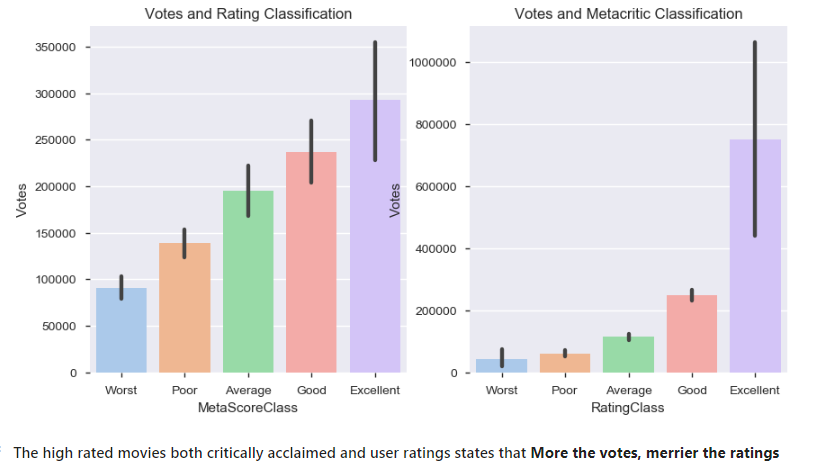 Votes and Rating Classification
350000
300000
250000
200000
150000
100000
50000
0
Votes
Worst Poor Average Good Excellent
MetaScoreClass
Votes and Metacritic Classification
1000000
800000
600000
400000
200000
0
Votes
Worst Poor Average Good Excellent
RatingClass
The high rated movies both critically acclaimed and user ratings states that More the votes, merrier the ratings